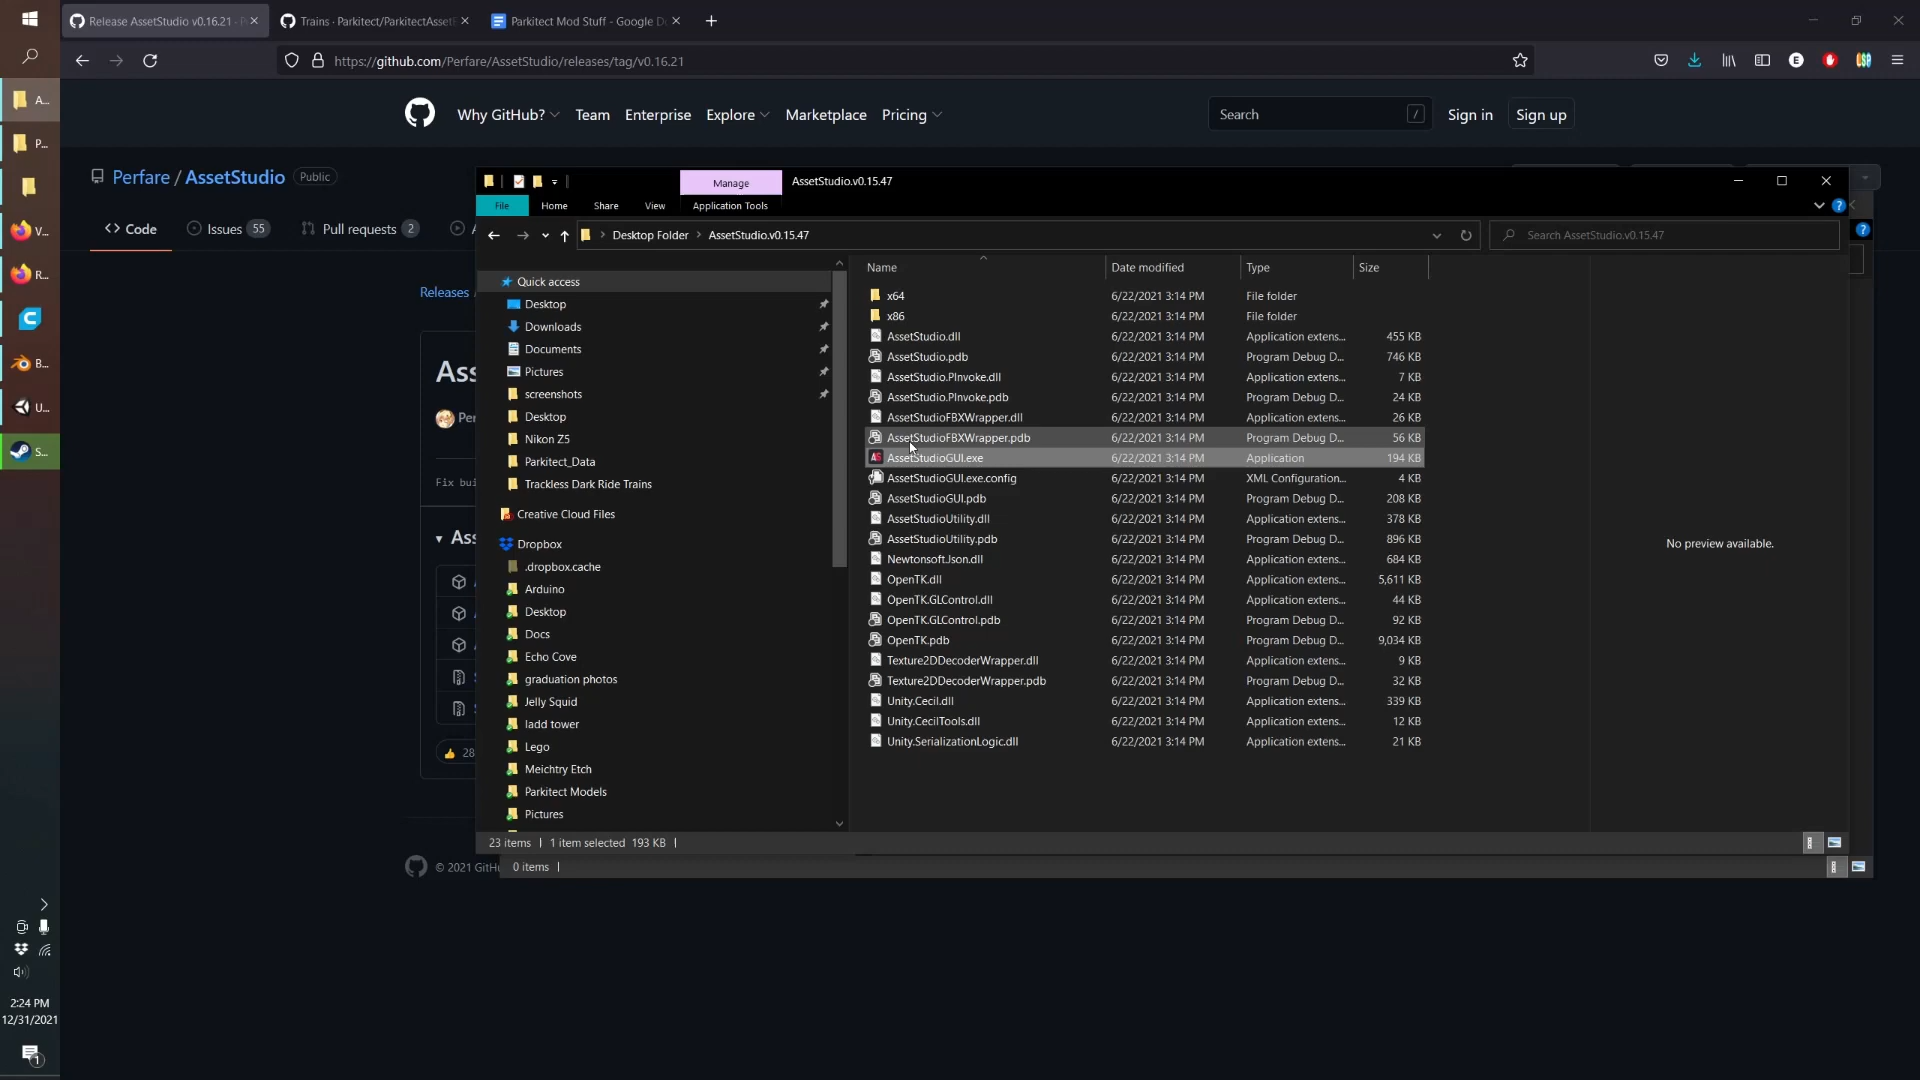 Release AssetStudio v0.16.21 · P
Trains · Parkitect/ParkitectAssetE
Parkitect Mod Stuff - Google D
https://github.com/Perfare/AssetStudio/releases/tag/v0.16.21
Why GitHub?
Team
Enterprise
Explore
Marketplace
Pricing
Search
/
Sign in
Sign up
Perfare / AssetStudio
Public
Code
Issues
55
Pull requests
2
Releases
Ass
Per
Fix bui
Ass
28
© 2021 GitH
A...
P...
V...
R...
B...
U...
S...
2:24 PM
12/31/2021
1
Manage
AssetStudio.v0.15.47
File
Home
Share
View
Application Tools
Desktop Folder
AssetStudio.v0.15.47
Search AssetStudio.v0.15.47
Quick access
Desktop
Downloads
Documents
Pictures
screenshots
Desktop
Nikon Z5
Parkitect_Data
Trackless Dark Ride Trains
Creative Cloud Files
Dropbox
.dropbox.cache
Arduino
Desktop
Docs
Echo Cove
graduation photos
Jelly Squid
ladd tower
Lego
Meichtry Etch
Parkitect Models
Pictures
Name Date modified Type Size
x64 6/22/2021 3:14 PM File folder
x86 6/22/2021 3:14 PM File folder
AssetStudio.dll 6/22/2021 3:14 PM Application extens... 455 KB
AssetStudio.pdb 6/22/2021 3:14 PM Program Debug D... 746 KB
AssetStudio.PInvoke.dll 6/22/2021 3:14 PM Application extens... 7 KB
AssetStudio.PInvoke.pdb 6/22/2021 3:14 PM Program Debug D... 24 KB
AssetStudioFBXWrapper.dll 6/22/2021 3:14 PM Application extens... 26 KB
AssetStudioFBXWrapper.pdb 6/22/2021 3:14 PM Program Debug D... 56 KB
AssetStudioGUI.exe 6/22/2021 3:14 PM Application 194 KB
AssetStudioGUI.exe.config 6/22/2021 3:14 PM XML Configuration... 4 KB
AssetStudioGUI.pdb 6/22/2021 3:14 PM Program Debug D... 208 KB
AssetStudioUtility.dll 6/22/2021 3:14 PM Application extens... 378 KB
AssetStudioUtility.pdb 6/22/2021 3:14 PM Program Debug D... 896 KB
Newtonsoft.Json.dll 6/22/2021 3:14 PM Application extens... 684 KB
OpenTK.dll 6/22/2021 3:14 PM Application extens... 5,611 KB
OpenTK.GLControl.dll 6/22/2021 3:14 PM Application extens... 44 KB
OpenTK.GLControl.pdb 6/22/2021 3:14 PM Program Debug D... 92 KB
OpenTK.pdb 6/22/2021 3:14 PM Program Debug D... 9,034 KB
Texture2DDecoderWrapper.dll 6/22/2021 3:14 PM Application extens... 9 KB
Texture2DDecoderWrapper.pdb 6/22/2021 3:14 PM Program Debug D... 32 KB
Unity.Cecil.dll 6/22/2021 3:14 PM Application extens... 339 KB
Unity.CecilTools.dll 6/22/2021 3:14 PM Application extens... 12 KB
Unity.SerializationLogic.dll 6/22/2021 3:14 PM Application extens... 21 KB
No preview available.
23 items
1 item selected 193 KB
0 items